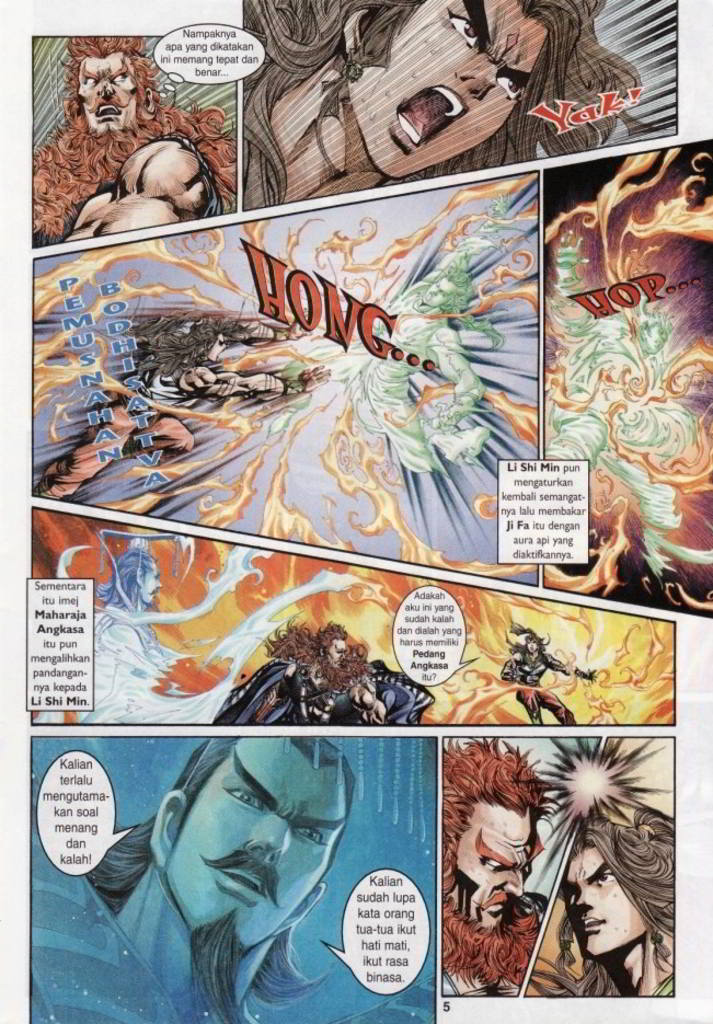 Nampaknya
apa yang dikatakan
ini memang tepat dan
benar...
Yak!
PEMUSNAHAN
BODHISATTVA
HONG...
HOP...
Li Shi Min pun
mengaturkan
kembali semangat-
nya lalu membakar
Ji Fa itu dengan
aura api yang
diaktifkannya.
Sementara
itu imej
Maharaja
Angkasa
itu pun
mengalihkan
pandangan-
nya kepada
Li Shi Min.
Adakah
aku ini yang
sudah kalah
dan dialah yang
harus memiliki
Pedang
Angkasa
itu?
Kalian
terlalu
mengutama-
kan soal
menang
dan
kalah!
Kalian
sudah lupa
kata orang
tua-tua ikut
hati mati,
ikut rasa
binasa.
5